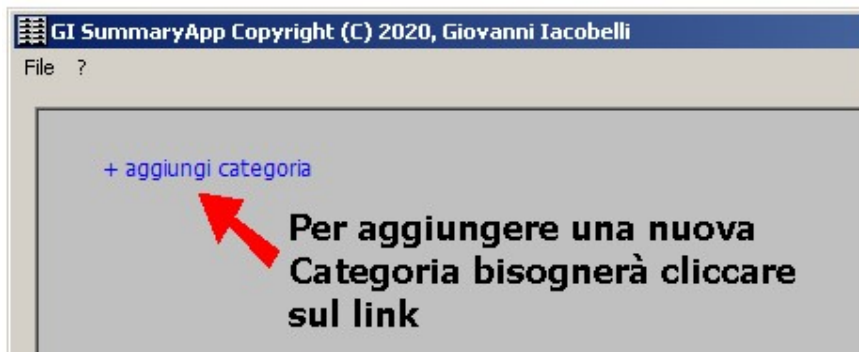 GI SummaryApp Copyright (C) 2020, Giovanni Iacobelli
File ?
+ aggiungi categoria
Per aggiungere una nuova
Categoria bisognerà cliccare
sul link